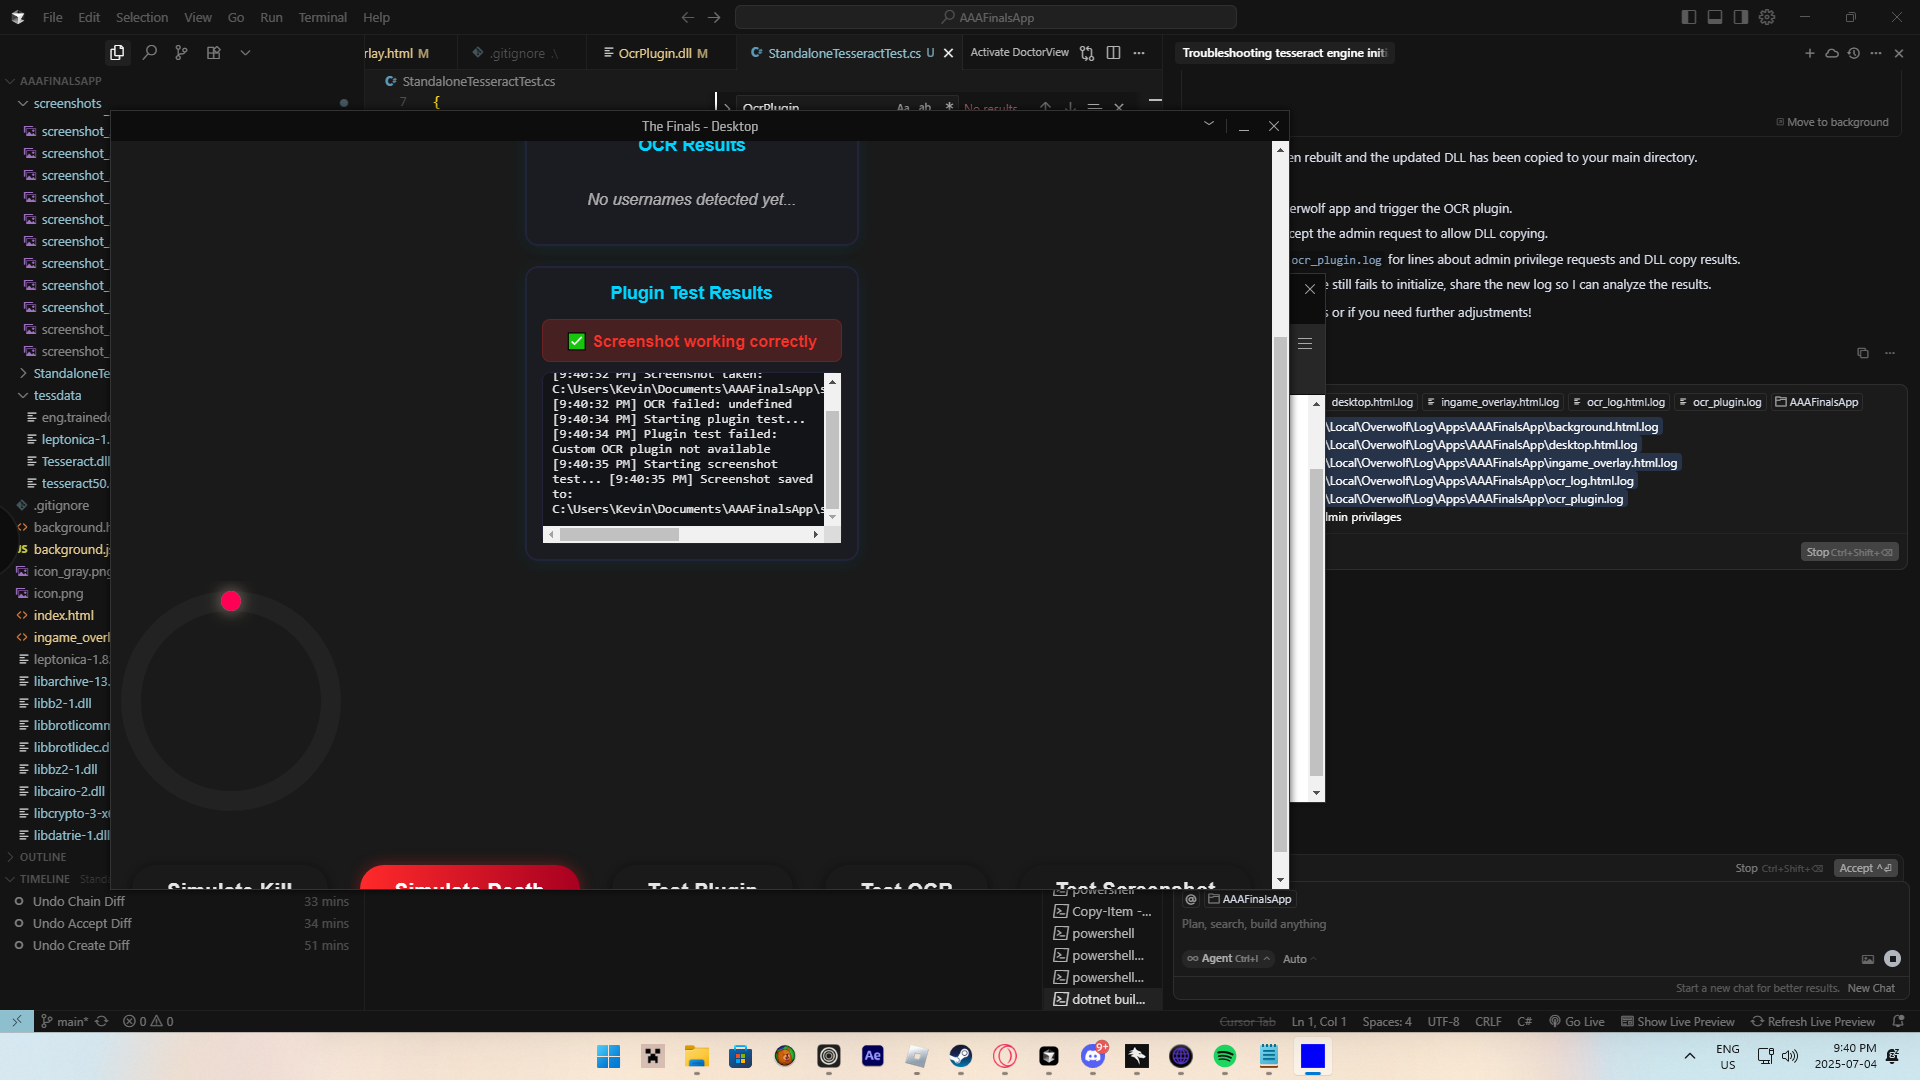 File Edit Selection View Go Run Terminal Help
AAAFinalsApp
rlay.html M
.gitignore
OcrPlugin.dll M
StandaloneTesseractTest.cs U
Activate DoctorView
Troubleshooting tesseract engine initi
AAAFINALSAPP
StandaloneTesseractTest.cs
screenshots
7 {
OcrPlugin
Aa ab *
No results
Move to background
The Finals - Desktop
screenshot_
screenshot_
screenshot_
screenshot_
screenshot_
screenshot_
screenshot_
screenshot_
screenshot_
screenshot_
screenshot_
StandaloneTe
tessdata
eng.trainedd
leptonica-1.
Tesseract.dll
tesseract50.
.gitignore
background.h
JS background.j
icon_gray.png
icon.png
index.html
ingame_overl
leptonica-1.8
libarchive-13.
libb2-1.dll
libbrotlicomn
libbrotlidec.d
libbz2-1.dll
libcairo-2.dll
libcrypto-3-x
libdatrie-1.dll
OUTLINE
TIMELINE Stand
Undo Chain Diff 33 mins
Undo Accept Diff 34 mins
Undo Create Diff 51 mins
OCR Results
No usernames detected yet...
Plugin Test Results
✅ Screenshot working correctly
[9:40:32 PM] Screenshot taken:
C:\Users\Kevin\Documents\AAAFinalsApp\s
[9:40:32 PM] OCR failed: undefined
[9:40:34 PM] Starting plugin test...
[9:40:34 PM] Plugin test failed:
Custom OCR plugin not available
[9:40:35 PM] Starting screenshot
test... [9:40:35 PM] Screenshot saved
to:
C:\Users\Kevin\Documents\AAAFinalsApp\s
Simulate Kill
Simulate Death
Test Plugin
Test OCR
Test Screenshot
en rebuilt and the updated DLL has been copied to your main directory.
erwolf app and trigger the OCR plugin.
cept the admin request to allow DLL copying.
ocr_plugin.log for lines about admin privilege requests and DLL copy results.
e still fails to initialize, share the new log so I can analyze the results.
s or if you need further adjustments!
desktop.html.log ingame_overlay.html.log ocr_log.html.log ocr_plugin.log AAAFinalsApp
\Local\Overwolf\Log\Apps\AAAFinalsApp\background.html.log
\Local\Overwolf\Log\Apps\AAAFinalsApp\desktop.html.log
\Local\Overwolf\Log\Apps\AAAFinalsApp\ingame_overlay.html.log
\Local\Overwolf\Log\Apps\AAAFinalsApp\ocr_log.html.log
\Local\Overwolf\Log\Apps\AAAFinalsApp\ocr_plugin.log
dmin privilages
Stop Ctrl+Shift+⌫
Stop Ctrl+Shift+⌫ Accept ^⏎
powershell
Copy-Item -...
powershell
powershell...
powershell...
dotnet buil...
@ AAAFinalsApp
Plan, search, build anything
∞ Agent Ctrl+I Auto
Start a new chat for better results. New Chat
main* 0 0
Cursor Tab Ln 1, Col 1 Spaces: 4 UTF-8 CRLF C# Go Live Show Live Preview Refresh Live Preview
Ae
9+
ENG
US
9:40 PM
2025-07-04